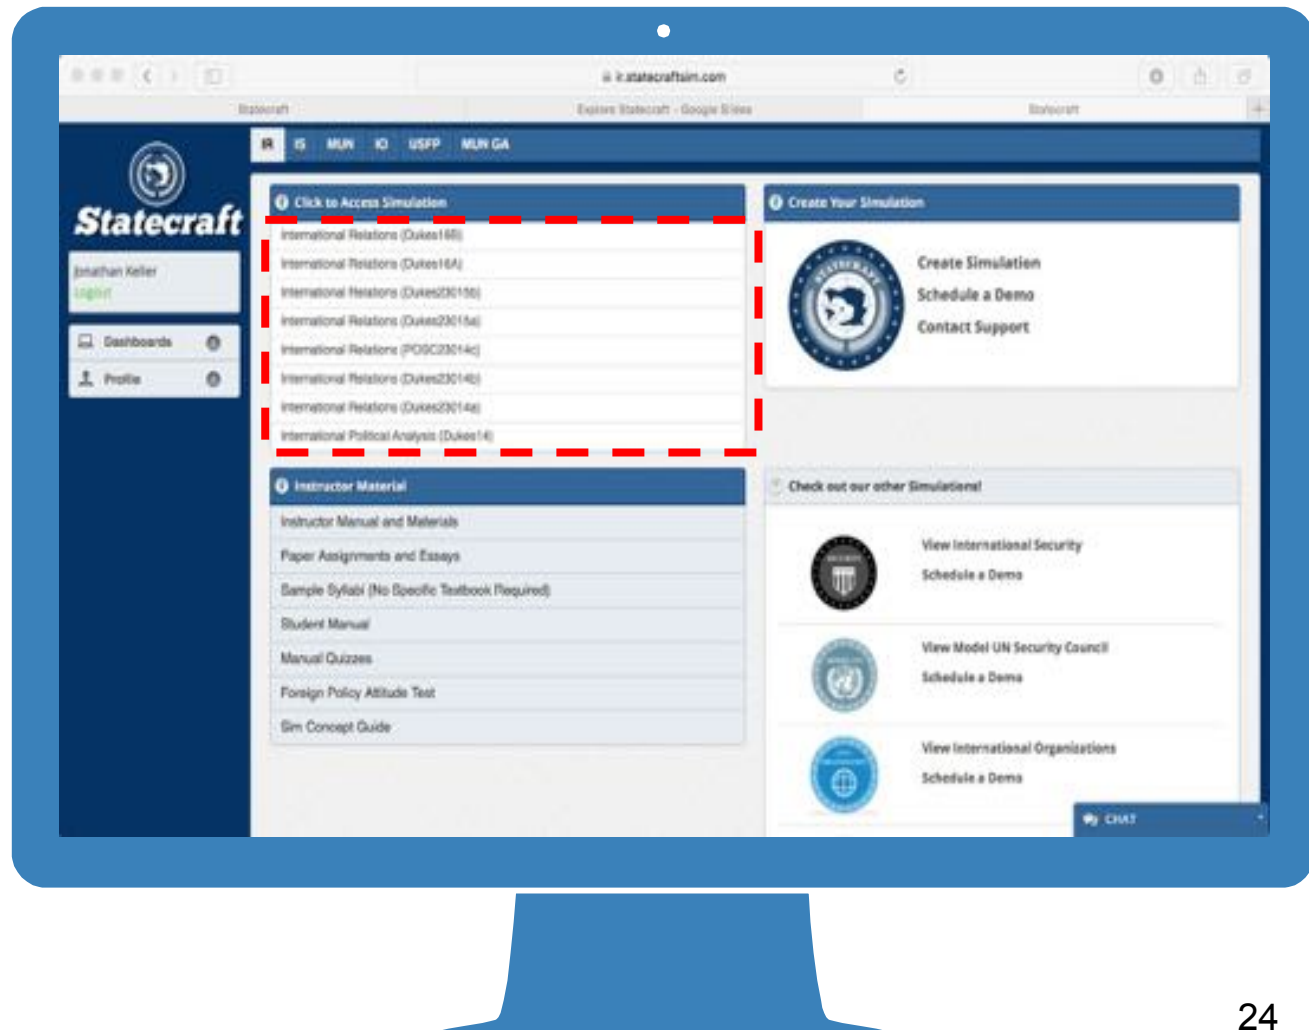 ir.statecraftsim.com
Statecraft
Explore Statecraft - Google Slides
Statecraft
IR IS MUN IO USFP MUN GA
Statecraft
Jonathan Keller
Logout
Dashboards
Profile
Click to Access Simulation
International Relations (Dukes16B)
International Relations (Dukes16A)
International Relations (Dukes23015b)
International Relations (Dukes23015a)
International Relations (POSC23014c)
International Relations (Dukes23014b)
International Relations (Dukes23014a)
International Political Analysis (Dukes14)
Create Your Simulation
STATECRAFT
Create Simulation
Schedule a Demo
Contact Support
Instructor Material
Instructor Manual and Materials
Paper Assignments and Essays
Sample Syllabi (No Specific Textbook Required)
Student Manual
Manual Quizzes
Foreign Policy Attitude Test
Sim Concept Guide
Check out our other Simulations!
SECURITY
View International Security
Schedule a Demo
View Model UN Security Council
Schedule a Demo
View International Organizations
Schedule a Demo
CHAT
24